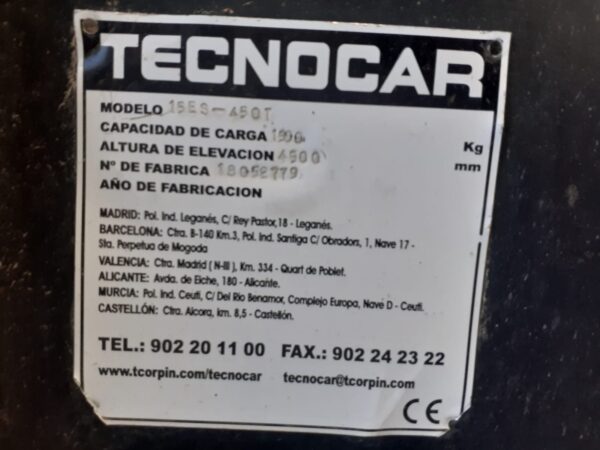 TECNOCAR
MODELO 15ES-450T
CAPACIDAD DE CARGA 1500 Kg
ALTURA DE ELEVACION 4500 mm
Nº DE FABRICA 18058779
AÑO DE FABRICACION
MADRID: Pol. Ind. Leganés, C/ Rey Pastor,18 - Leganés.
BARCELONA: Ctra. B-140 Km.3, Pol. Ind. Santiga C/ Obradors, 1, Nave 17 -
Sta. Perpetua de Mogoda
VALENCIA: Ctra. Madrid ( N-III ), Km. 334 - Quart de Poblet.
ALICANTE: Avda. de Elche, 180 - Alicante.
MURCIA: Pol. Ind. Ceutí, C/ Del Río Benamor, Complejo Europa, Nave D - Ceutí.
CASTELLÓN: Ctra. Alcora, km. 8,5 - Castellón.
TEL.: 902 20 11 00 FAX.: 902 24 23 22
www.tcorpin.com/tecnocar tecnocar@tcorpin.com
CE